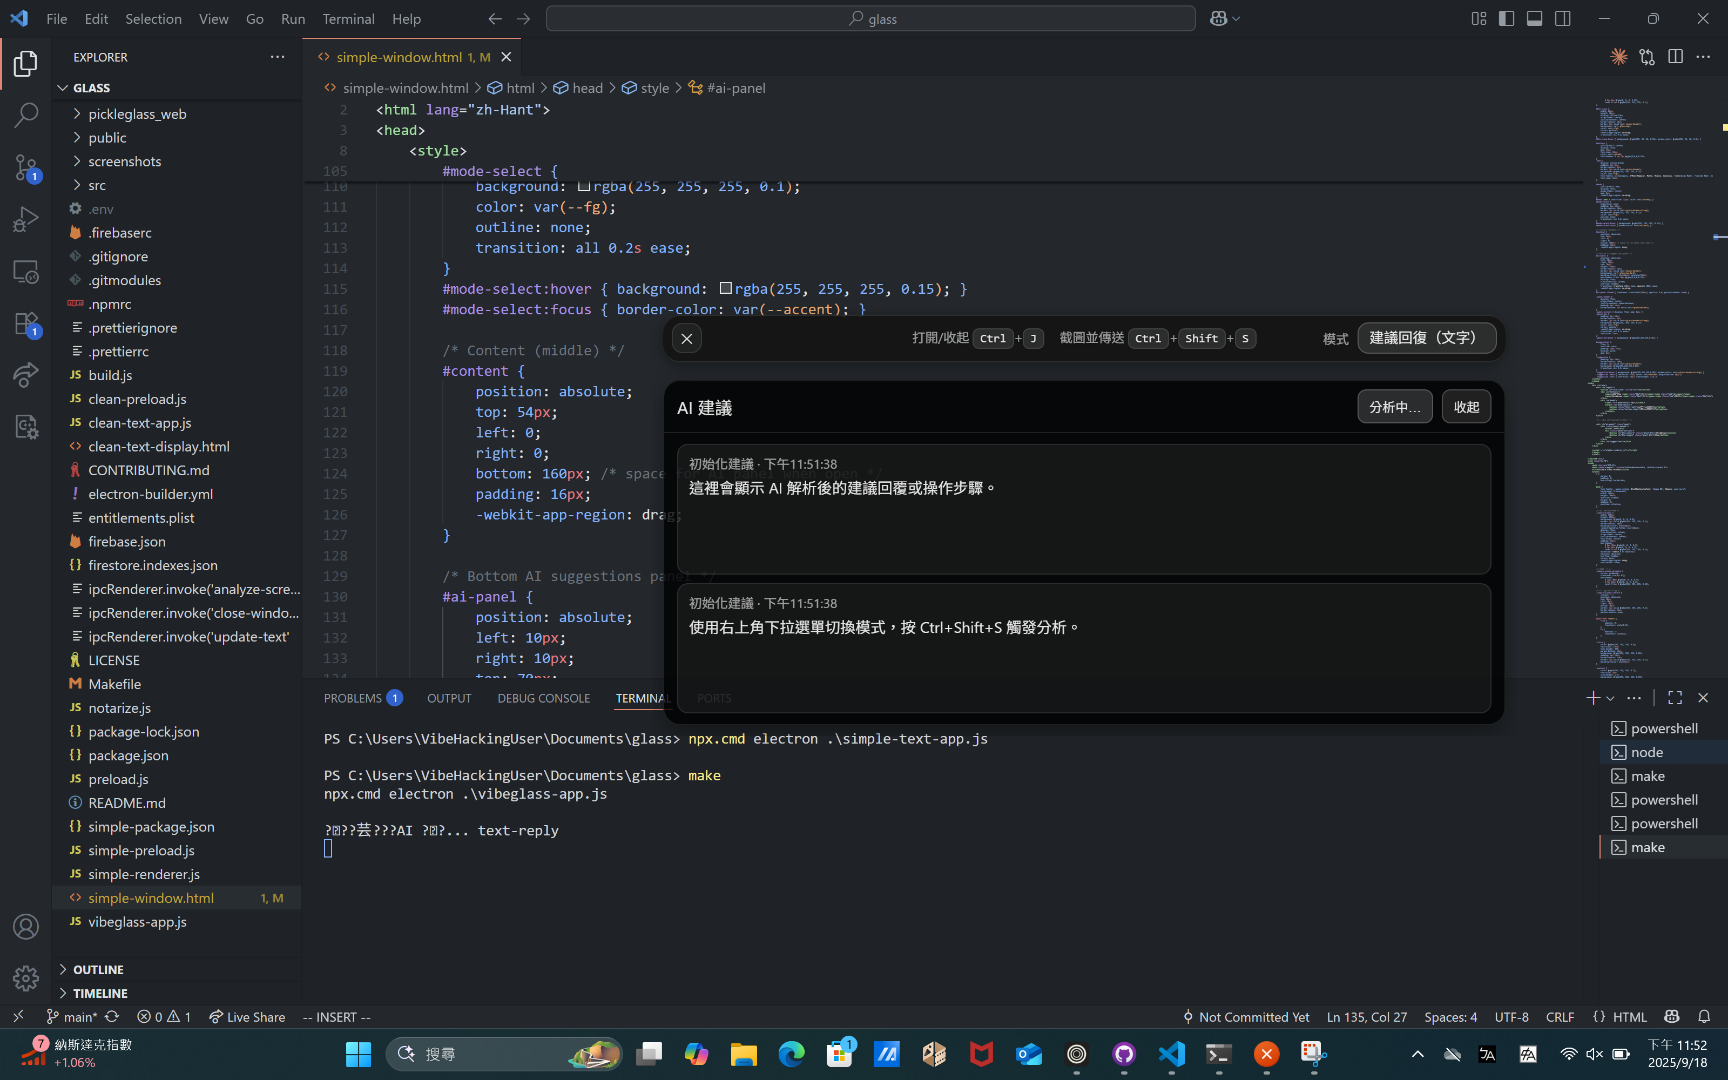 File Edit Selection View Go Run Terminal Help
glass
EXPLORER
GLASS
pickleglass_web
public
screenshots
src
.env
.firebaserc
.gitignore
.gitmodules
.npmrc
.prettierignore
.prettierrc
build.js
clean-preload.js
clean-text-app.js
clean-text-display.html
CONTRIBUTING.md
electron-builder.yml
entitlements.plist
firebase.json
firestore.indexes.json
ipcRenderer.invoke('analyze-scre...
ipcRenderer.invoke('close-windo...
ipcRenderer.invoke('update-text'
LICENSE
Makefile
notarize.js
package-lock.json
package.json
preload.js
README.md
simple-package.json
simple-preload.js
simple-renderer.js
simple-window.html 1, M
vibeglass-app.js
OUTLINE
TIMELINE
simple-window.html 1, M
simple-window.html > html > head > style > #ai-panel
2 <html lang="zh-Hant">
3 <head>
8 <style>
105 #mode-select {
110 background: rgba(255, 255, 255, 0.1);
111 color: var(--fg);
112 outline: none;
113 transition: all 0.2s ease;
114 }
115 #mode-select:hover { background: rgba(255, 255, 255, 0.15); }
116 #mode-select:focus { border-color: var(--accent); }
117
118 /* Content (middle) */
119 #content {
120 position: absolute;
121 top: 54px;
122 left: 0;
123 right: 0;
124 bottom: 160px; /* space
125 padding: 16px;
126 -webkit-app-region: drag;
127 }
128
129 /* Bottom AI suggestions panel */
130 #ai-panel {
131 position: absolute;
132 left: 10px;
133 right: 10px;
134 top: 70px;
打開/收起 Ctrl + J 截圖並傳送 Ctrl + Shift + S 模式 建議回復（文字）
AI 建議 分析中... 收起
初始化建議 · 下午11:51:38
這裡會顯示 AI 解析後的建議回覆或操作步驟。
初始化建議 · 下午11:51:38
使用右上角下拉選單切換模式，按 Ctrl+Shift+S 觸發分析。
PROBLEMS 1 OUTPUT DEBUG CONSOLE TERMINAL PORTS
PS C:\Users\VibeHackingUser\Documents\glass> npx.cmd electron .\simple-text-app.js
PS C:\Users\VibeHackingUser\Documents\glass> make
npx.cmd electron .\vibeglass-app.js
?�??芸???AI ?�?... text-reply
powershell
node
make
powershell
powershell
make
main* 0 1 Live Share -- INSERT -- Not Committed Yet Ln 135, Col 27 Spaces: 4 UTF-8 CRLF {} HTML
7 納斯達克指數
+1.06%
搜尋
下午 11:52
2025/9/18